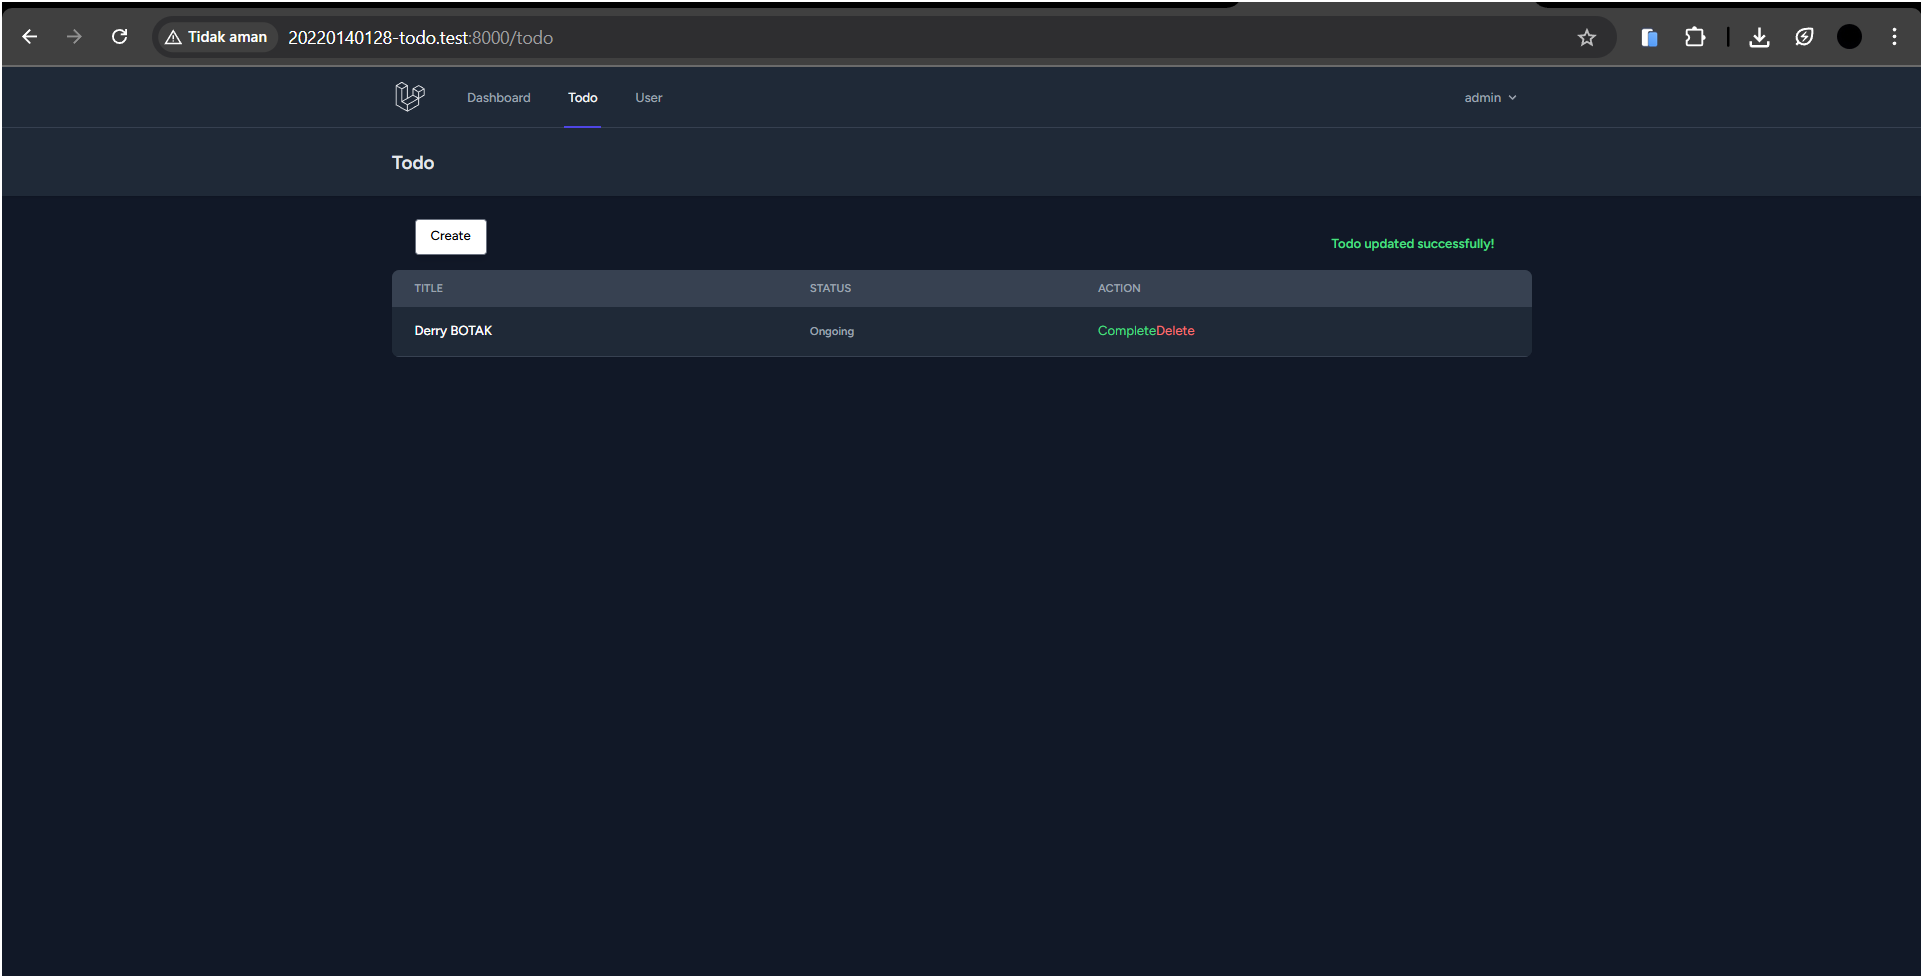 Tidak aman 20220140128-todo.test:8000/todo
Dashboard Todo User admin
Todo
Create Todo updated successfully!
TITLE STATUS ACTION
Derry BOTAK Ongoing CompleteDelete